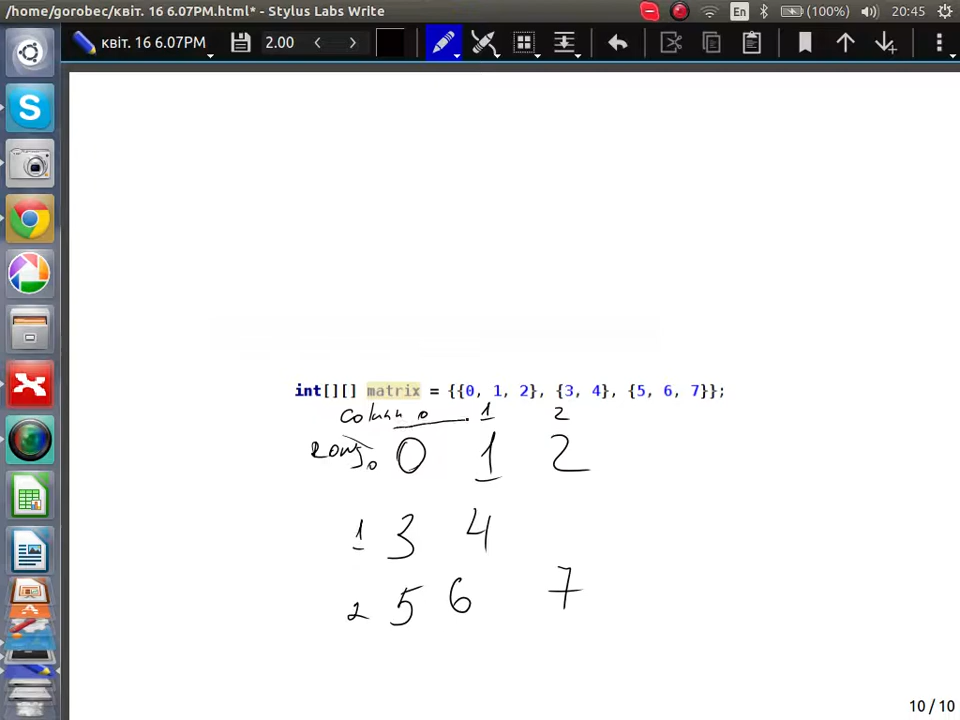 /home/gorobec/квіт. 16 6.07PM.html* - Stylus Labs Write
En
(100%)
20:45
квіт. 16 6.07PM
2.00
int[][] matrix = {{0, 1, 2}, {3, 4}, {5, 6, 7}};
column 0 1 2
rows 0 0 1 2
1 3 4
2 5 6 7
10 / 10